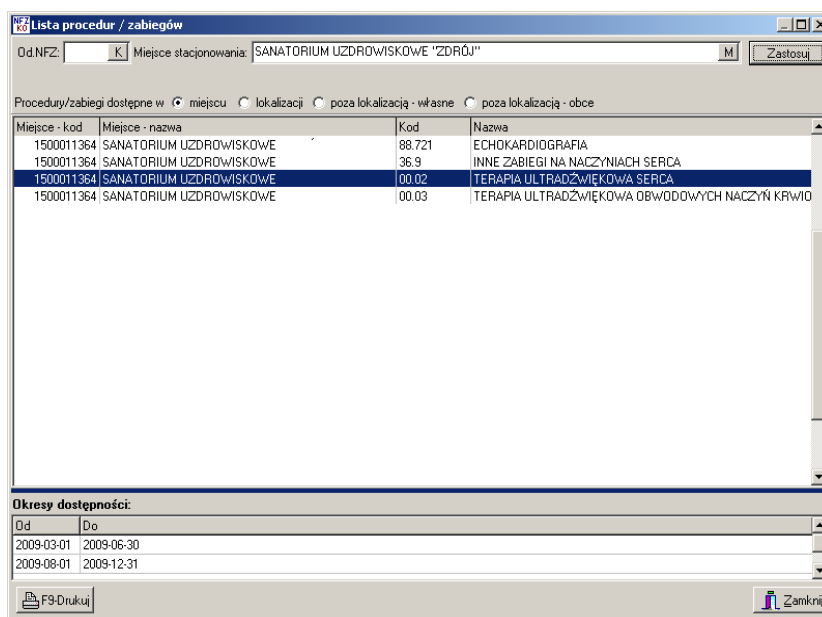 NFZ KO Lista procedur / zabiegów
Od.NFZ: K Miejsce stacjonowania: SANATORIUM UZDROWISKOWE "ZDRÓJ" M Zastosuj
Procedury/zabiegi dostępne w miejscu lokalizacji poza lokalizacją - własne poza lokalizacją - obce
Miejsce - kod Miejsce - nazwa Kod Nazwa
1500011364 SANATORIUM UZDROWISKOWE 88.721 ECHOKARDIOGRAFIA
1500011364 SANATORIUM UZDROWISKOWE 36.9 INNE ZABIEGI NA NACZYNIACH SERCA
1500011364 SANATORIUM UZDROWISKOWE 00.02 TERAPIA ULTRADŹWIĘKOWA SERCA
1500011364 SANATORIUM UZDROWISKOWE 00.03 TERAPIA ULTRADŹWIĘKOWA OBWODOWYCH NACZYŃ KRWIO
Okresy dostępności:
Od Do
2009-03-01 2009-06-30
2009-08-01 2009-12-31
F9-Drukuj Zamknij